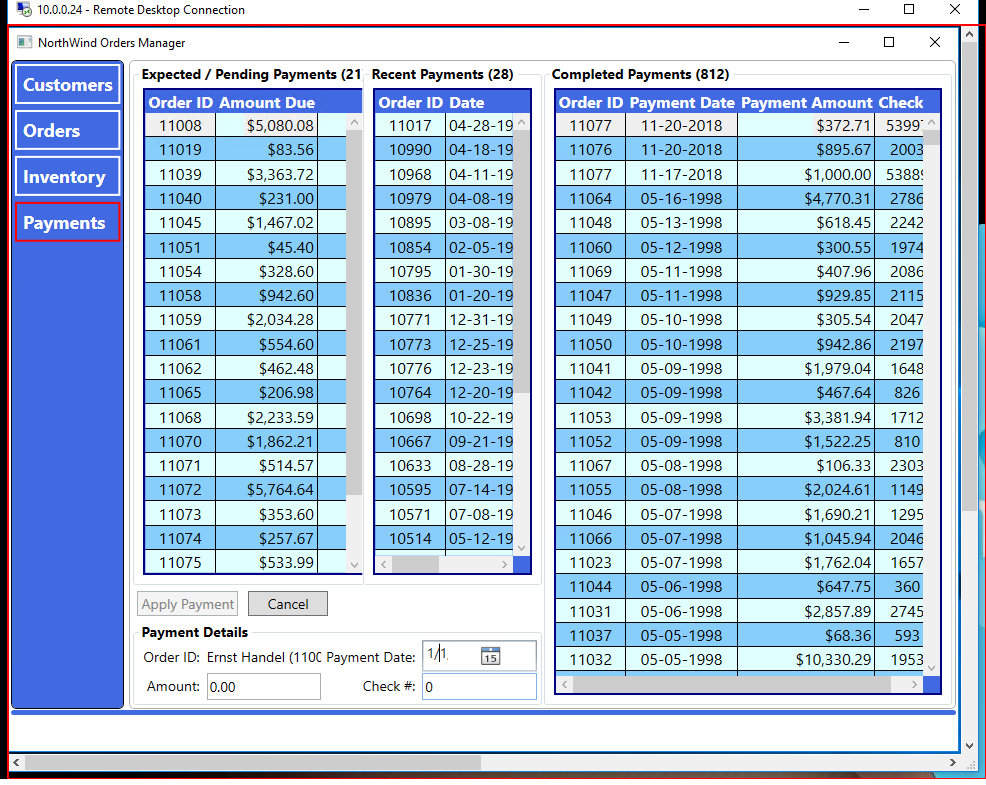 10.0.0.24 - Remote Desktop Connection
NorthWind Orders Manager
Customers
Orders
Inventory
Payments
Expected / Pending Payments (21
Order ID Amount Due
11008 $5,080.08
11019 $83.56
11039 $3,363.72
11040 $231.00
11045 $1,467.02
11051 $45.40
11054 $328.60
11058 $942.60
11059 $2,034.28
11061 $554.60
11062 $462.48
11065 $206.98
11068 $2,233.59
11070 $1,862.21
11071 $514.57
11072 $5,764.64
11073 $353.60
11074 $257.67
11075 $533.99
Recent Payments (28)
Order ID Date
11017 04-28-19
10990 04-18-19
10968 04-11-19
10979 04-08-19
10895 03-08-19
10854 02-05-19
10795 01-30-19
10836 01-20-19
10771 12-31-19
10773 12-25-19
10776 12-23-19
10764 12-20-19
10698 10-22-19
10667 09-21-19
10633 08-28-19
10595 07-14-19
10571 07-08-19
10514 05-12-19
Completed Payments (812)
Order ID Payment Date Payment Amount Check
11077 11-20-2018 $372.71 5399
11076 11-20-2018 $895.67 2003
11077 11-17-2018 $1,000.00 5388
11064 05-16-1998 $4,770.31 2786
11048 05-13-1998 $618.45 2242
11060 05-12-1998 $300.55 1974
11069 05-11-1998 $407.96 2086
11047 05-11-1998 $929.85 2115
11049 05-10-1998 $305.54 2047
11050 05-10-1998 $942.86 2197
11041 05-09-1998 $1,979.04 1648
11042 05-09-1998 $467.64 826
11053 05-09-1998 $3,381.94 1712
11052 05-09-1998 $1,522.25 810
11067 05-08-1998 $106.33 2303
11055 05-08-1998 $2,024.61 1149
11046 05-07-1998 $1,690.21 1295
11066 05-07-1998 $1,045.94 2046
11023 05-07-1998 $1,762.04 1657
11044 05-06-1998 $647.75 360
11031 05-06-1998 $2,857.89 2745
11037 05-05-1998 $68.36 593
11032 05-05-1998 $10,330.29 1953
Apply Payment Cancel
Payment Details
Order ID: Ernst Handel (1100 Payment Date: 1/1 15
Amount: 0.00 Check #: 0